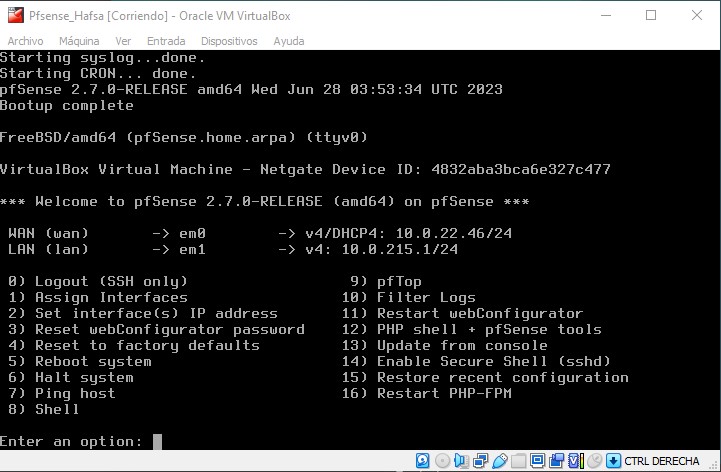 Pfsense_Hafsa [Corriendo] - Oracle VM VirtualBox
Archivo Máquina Ver Entrada Dispositivos Ayuda
Starting syslog...done.
Starting CRON... done.
pfSense 2.7.0-RELEASE amd64 Wed Jun 28 03:53:34 UTC 2023
Bootup complete
FreeBSD/amd64 (pfSense.home.arpa) (ttyv0)
VirtualBox Virtual Machine - Netgate Device ID: 4832aba3bca6e327c477
*** Welcome to pfSense 2.7.0-RELEASE (amd64) on pfSense ***
WAN (wan) -> em0 -> v4/DHCP4: 10.0.22.46/24
LAN (lan) -> em1 -> v4: 10.0.215.1/24
0) Logout (SSH only) 9) pfTop
1) Assign Interfaces 10) Filter Logs
2) Set interface(s) IP address 11) Restart webConfigurator
3) Reset webConfigurator password 12) PHP shell + pfSense tools
4) Reset to factory defaults 13) Update from console
5) Reboot system 14) Enable Secure Shell (sshd)
6) Halt system 15) Restore recent configuration
7) Ping host 16) Restart PHP-FPM
8) Shell
Enter an option:
CTRL DERECHA